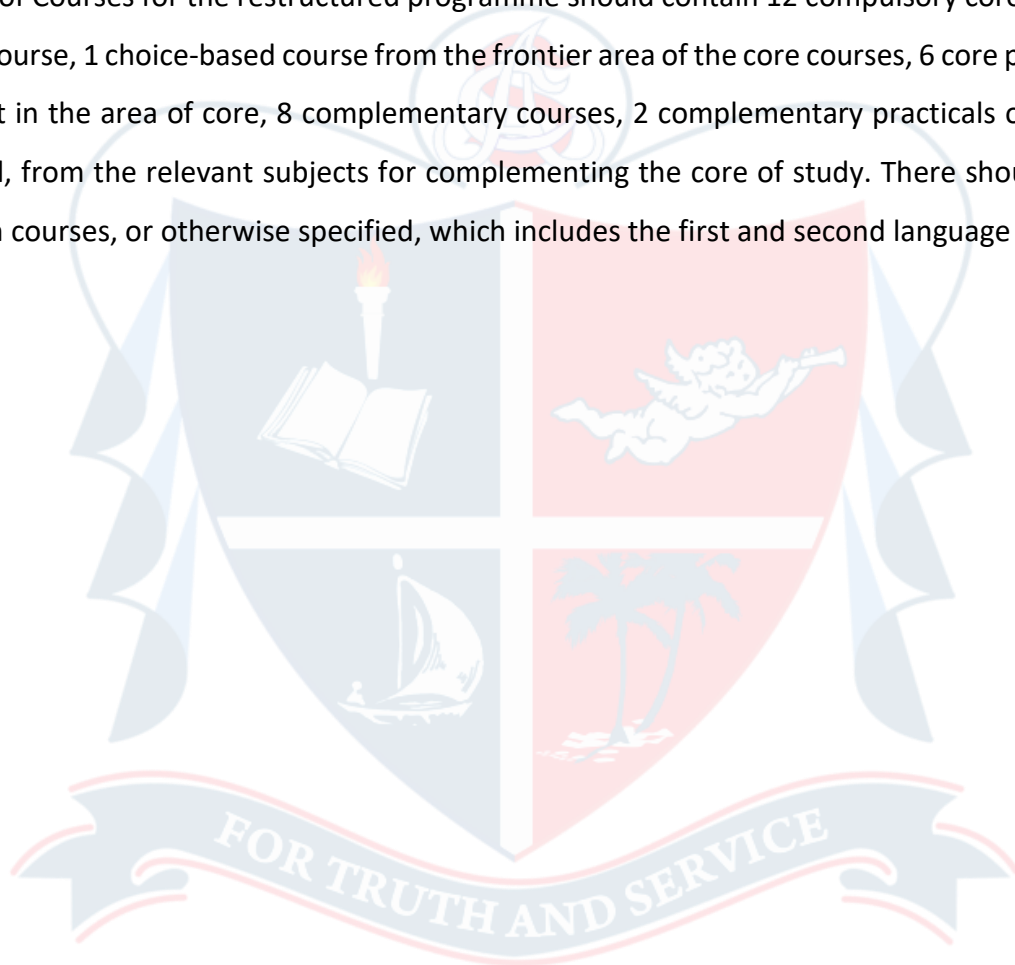 of Courses for the restructured programme should contain 12 compulsory core
ourse, 1 choice-based course from the frontier area of the core courses, 6 core p
t in the area of core, 8 complementary courses, 2 complementary practicals o
, from the relevant subjects for complementing the core of study. There shou
courses, or otherwise specified, which includes the first and second language
FOR TRUTH AND SERVICE